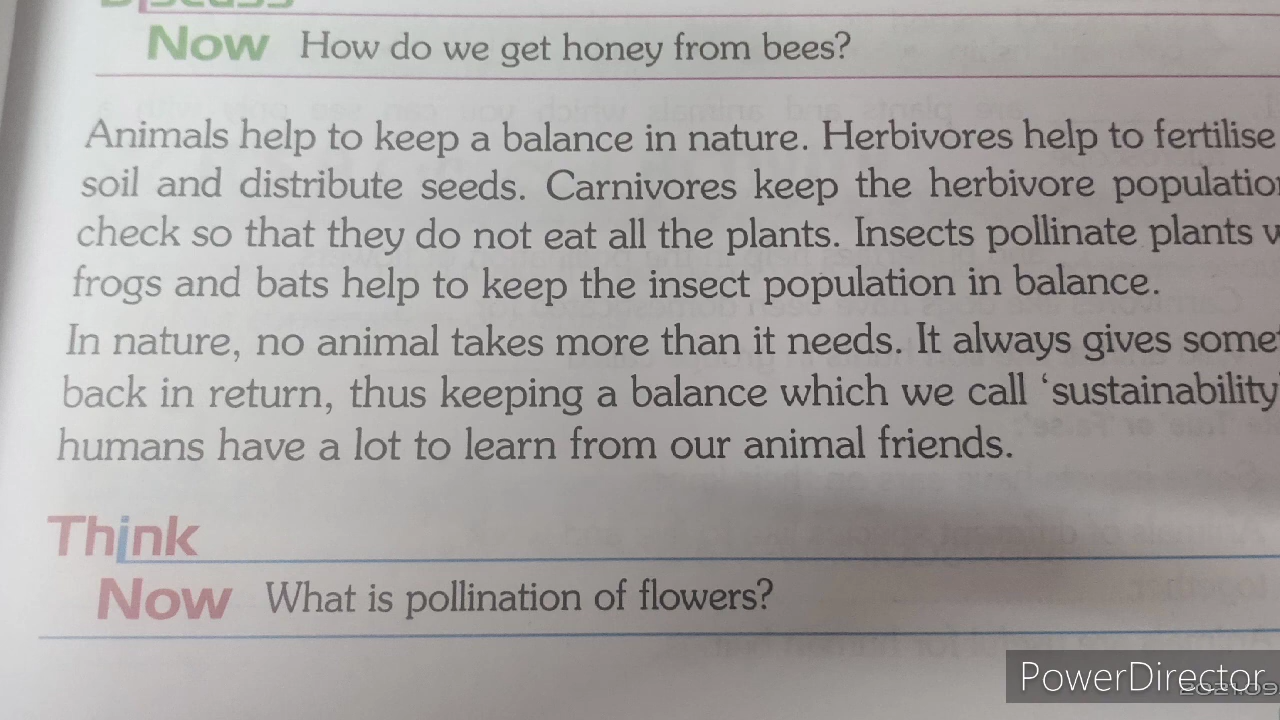 Discuss
Now How do we get honey from bees?
Animals help to keep a balance in nature. Herbivores help to fertilise
soil and distribute seeds. Carnivores keep the herbivore
check so that they do not eat all the plants. Insects pollinate plants
frogs and bats help to keep the insect population in balance.
In nature, no animal takes more than it needs. It always gives
back in return, thus keeping a balance which we call ‘sustainability’
humans have a lot to learn from our animal friends.
Think
Now What is pollination of flowers?
PowerDirector